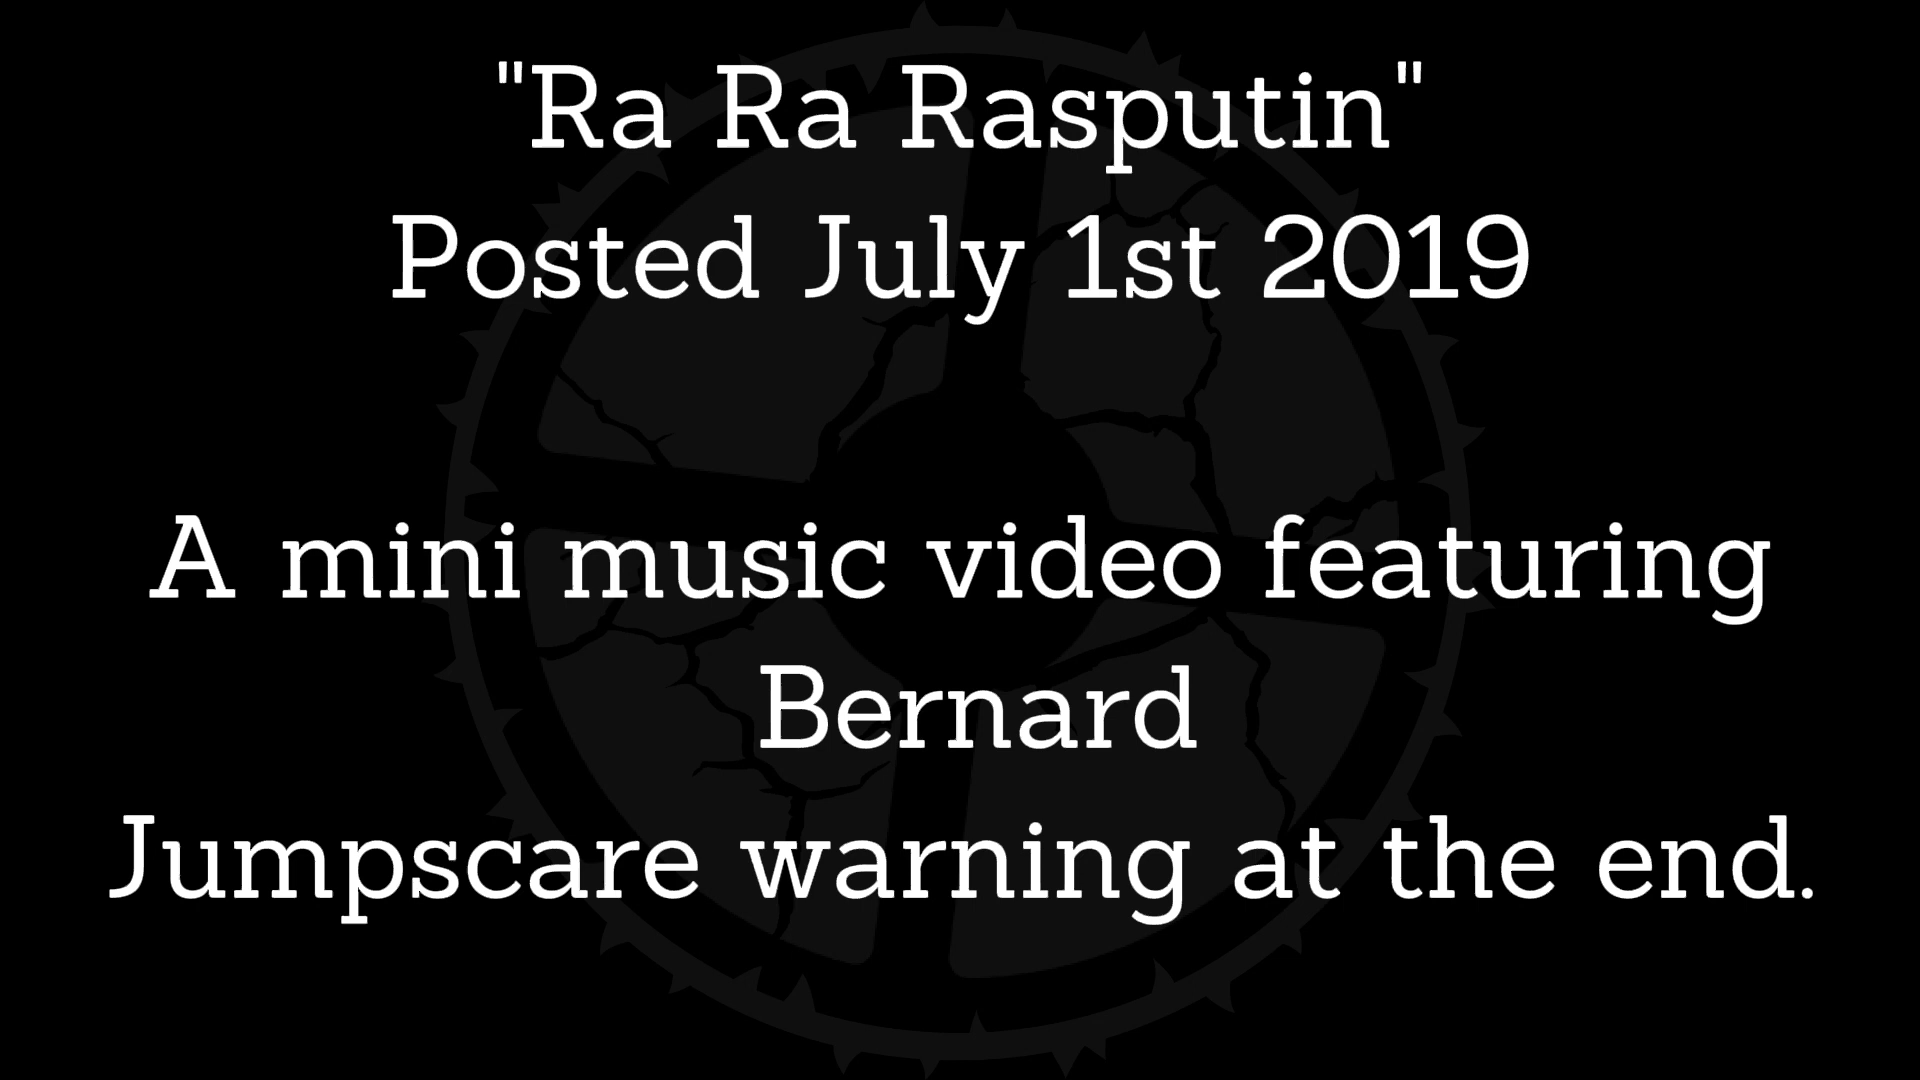 "Ra Ra Rasputin"
Posted July 1st 2019
A mini music video featuring
Bernard
Jumpscare warning at the end.